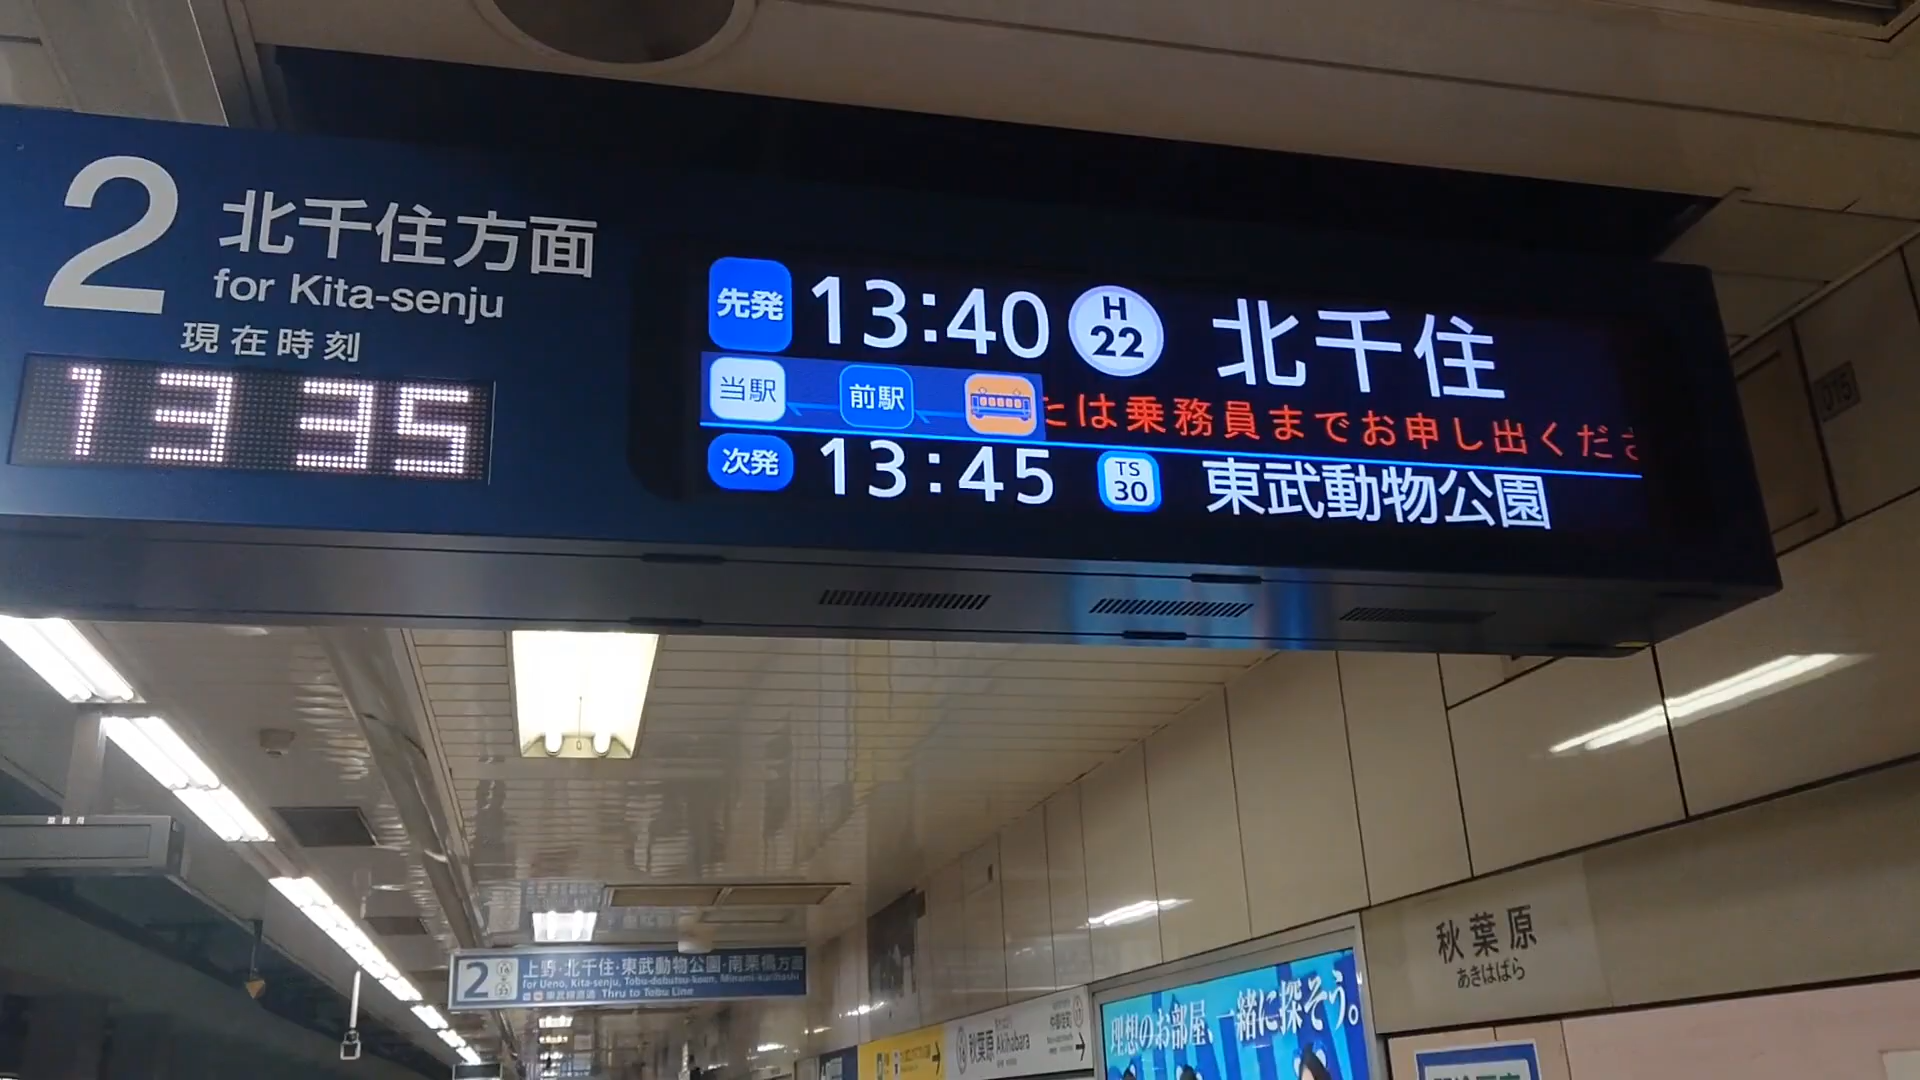 2 北千住方面
for Kita-senju
現在時刻
13 35
先発 13:40 H 22 北千住
当駅 前駅 は乗務員までお申し出くださ
次発 13:45 TS 30 東武動物公園
2 上野・北千住・東武動物公園・南栗橋方面
for Ueno, Kita-senju, Tobu-dobutsu-koen, Minami-kurihashi
東武線直通 Thru to Tobu Line
秋葉原
あきはばら
理想のお部屋、一緒に探そう。
秋葉原 Akihabara